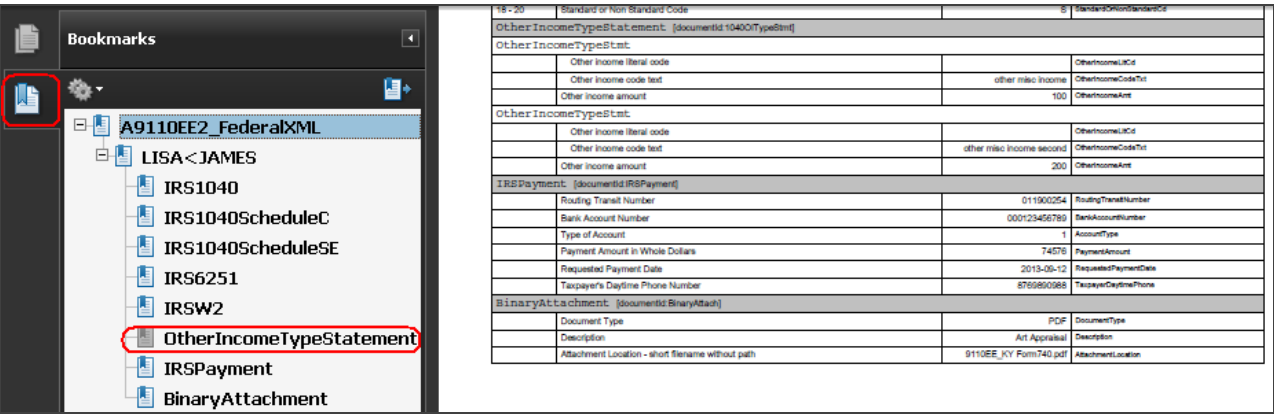 Bookmarks
A9110EE2_FederalXML
LISA<JAMES
IRS1040
IRS1040ScheduleC
IRS1040ScheduleSE
IRS6251
IRSW2
OtherIncomeTypeStatement
IRSPayment
BinaryAttachment
18 - 20 Standard or Non Standard Code S StandardOrNonStandardCd
OtherIncomeTypeStatement [documentId:1040OiTypeStmt]
OtherIncomeTypeStmt
Other income literal code OtherIncomeLitCd
Other income code text other misc income OtherIncomeCodeTxt
Other income amount 100 OtherIncomeAmt
OtherIncomeTypeStmt
Other income literal code OtherIncomeLitCd
Other income code text other misc income second OtherIncomeCodeTxt
Other income amount 200 OtherIncomeAmt
IRSPayment [documentId:IRSPayment]
Routing Transit Number 011900254 RoutingTransitNumber
Bank Account Number 000123456789 BankAccountNumber
Type of Account 1 AccountType
Payment Amount in Whole Dollars 74576 PaymentAmount
Requested Payment Date 2013-09-12 RequestedPaymentDate
Taxpayer's Daytime Phone Number 8769890988 TaxpayerDaytimePhone
BinaryAttachment [documentId:BinaryAttach]
Document Type PDF DocumentType
Description Art Appraisal Description
Attachment Location - short filename without path 9110EE_KY Form740.pdf AttachmentLocation